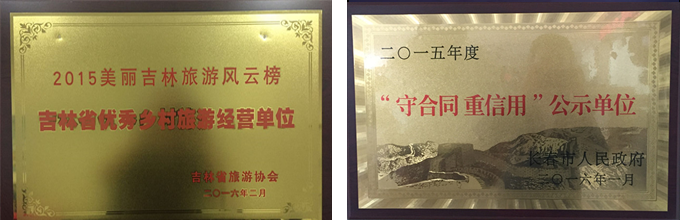 2015美丽吉林旅游风云榜
吉林省优秀乡村旅游经营单位
吉林省旅游协会
二〇一六年二月
二〇一五年度
“守合同 重信用”公示单位
长春市人民政府
二〇一六年一月